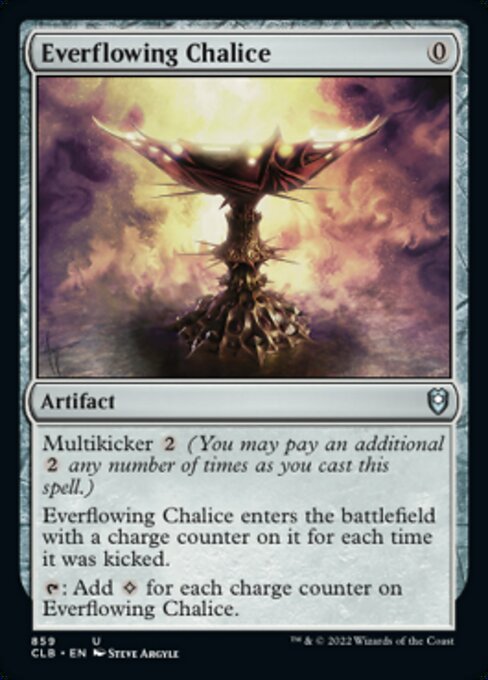 Everflowing Chalice 0
Artifact
Multikicker 2 (You may pay an additional
2 any number of times as you cast this
spell.)
Everflowing Chalice enters the battlefield
with a charge counter on it for each time
it was kicked.
: Add for each charge counter on
Everflowing Chalice.
859 U
CLB • EN Steve Argyle
™ & © 2022 Wizards of the Coast